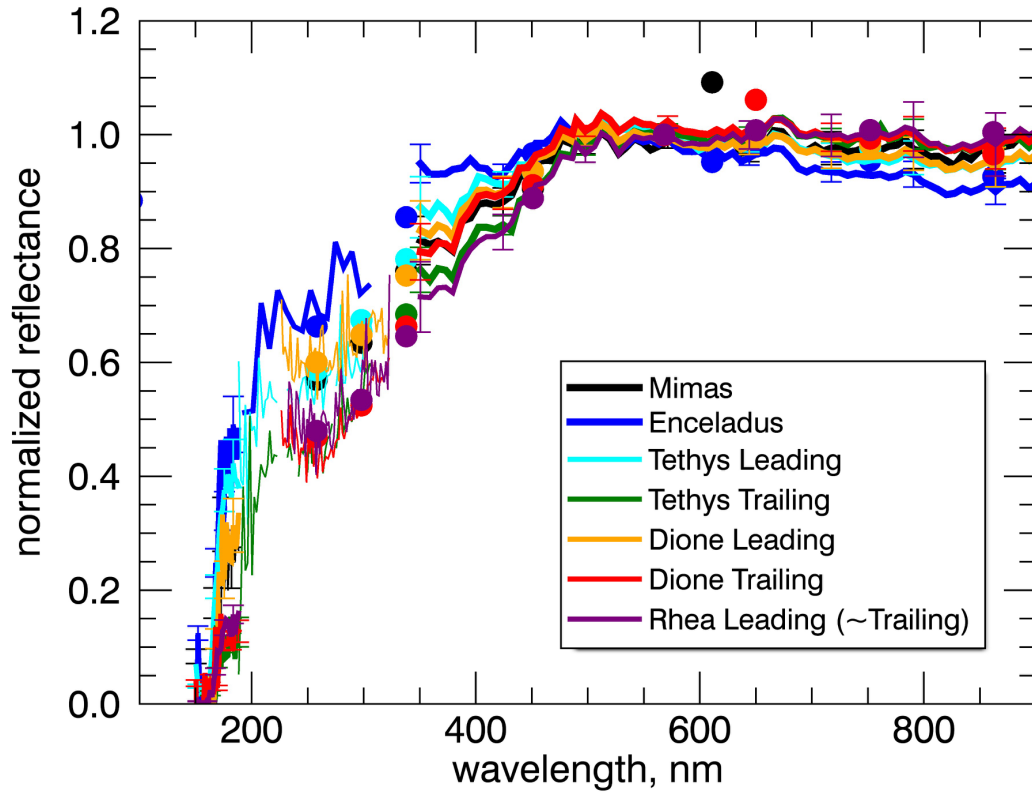 1.2
1.0
0.8
0.6
0.4
0.2
0.0
normalized reflectance
Mimas
Enceladus
Tethys Leading
Tethys Trailing
Dione Leading
Dione Trailing
Rhea Leading (~Trailing)
200 400 600 800
wavelength, nm